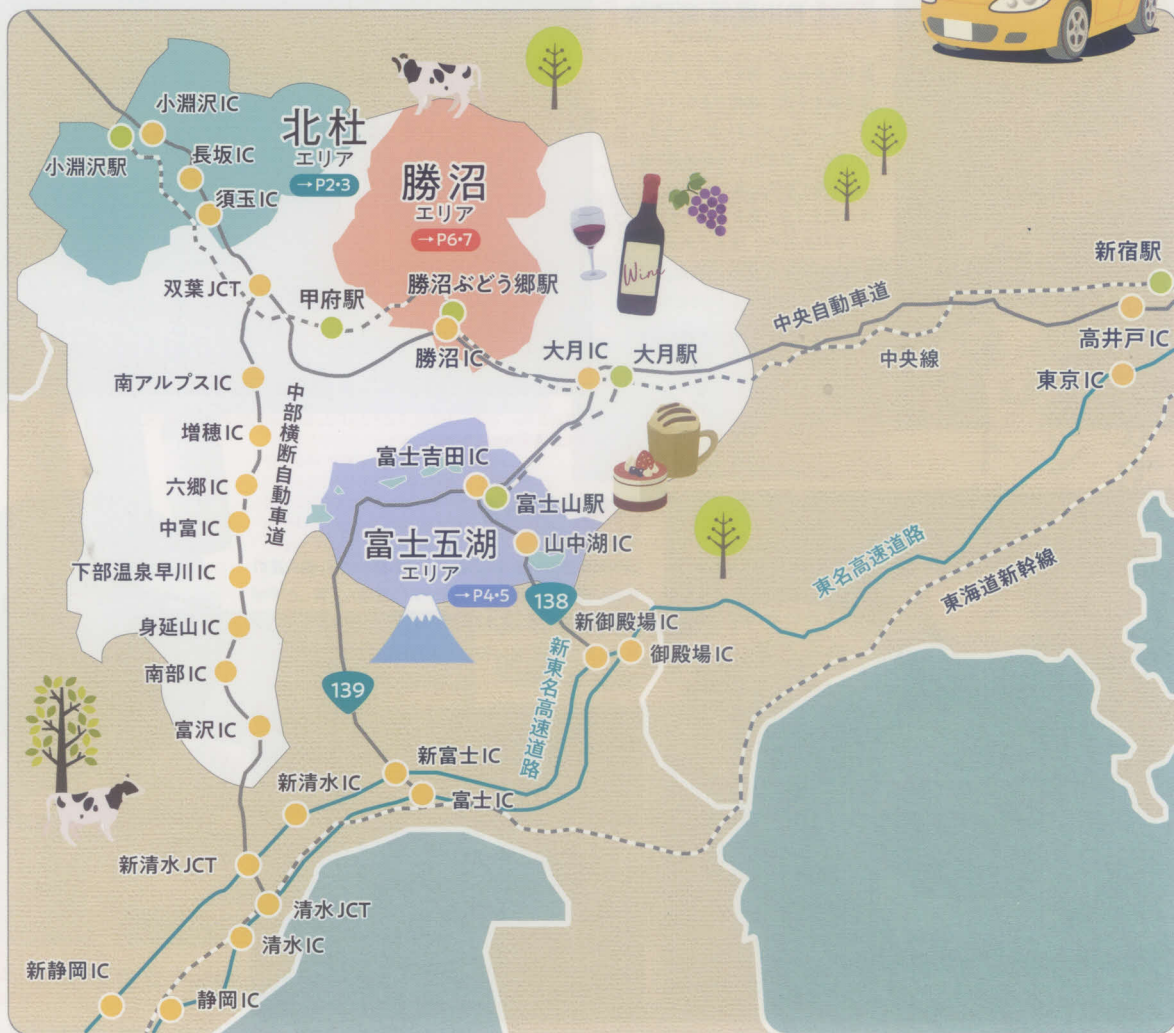 小淵沢IC
小淵沢駅
長坂IC
須玉IC
北杜
エリア
→P2•3
勝沼
エリア
→P6•7
Wine
双葉JCT
甲府駅
勝沼ぶどう郷駅
勝沼IC
大月IC
大月駅
中央自動車道
中央線
新宿駅
高井戸IC
東京IC
南アルプスIC
増穂IC
六郷IC
中富IC
下部温泉早川IC
身延山IC
南部IC
富沢IC
中部横断自動車道
富士吉田IC
富士山駅
富士五湖
エリア
→P4•5
山中湖IC
138
139
新御殿場IC
御殿場IC
新東名高速道路
東名高速道路
東海道新幹線
新富士IC
富士IC
新清水IC
新清水JCT
清水JCT
清水IC
新静岡IC
静岡IC